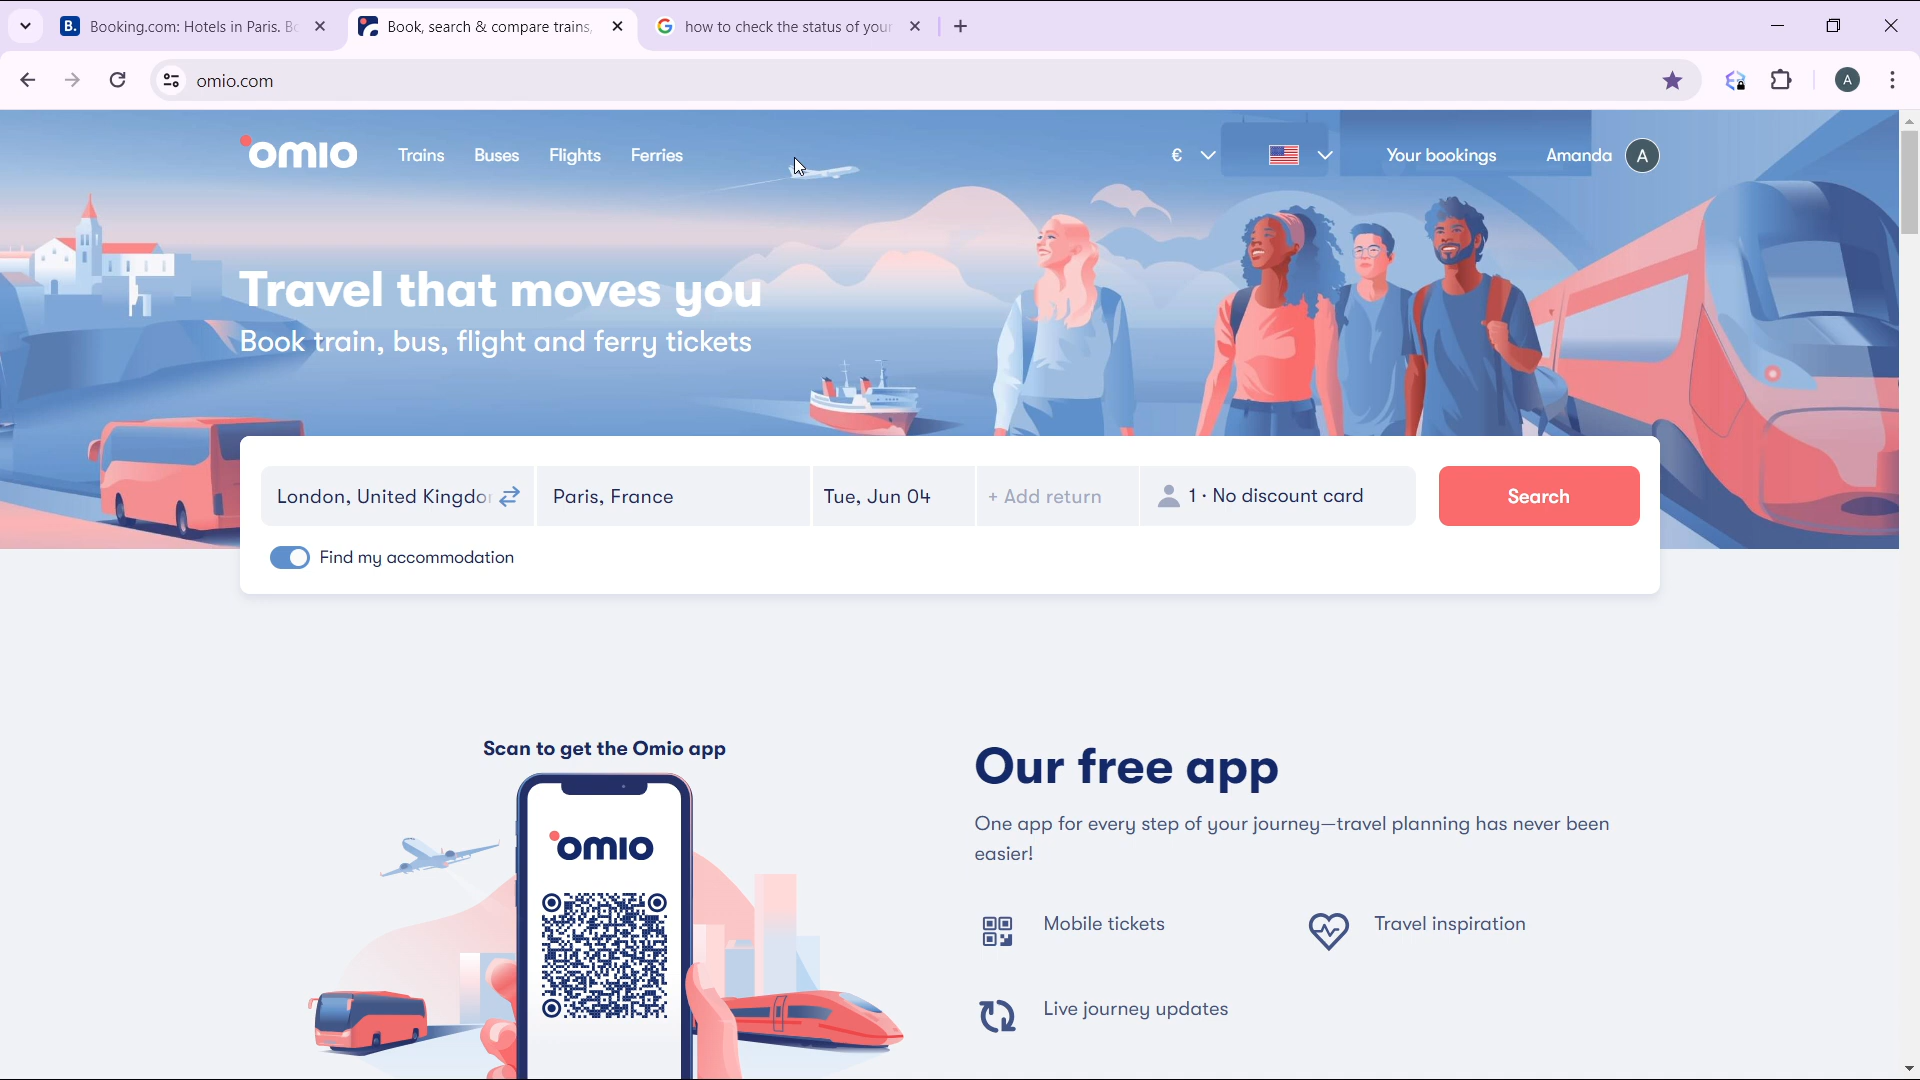 B. Booking.com: Hotels in Paris. Bo
Book, search & compare trains,
how to check the status of your
omio.com
A
omio
Trains
Buses
Flights
Ferries
€
Your bookings
Amanda
A
Travel that moves you
Book train, bus, flight and ferry tickets
London, United Kingdo
Paris, France
Tue, Jun 04
+ Add return
1 · No discount card
Search
Find my accommodation
Scan to get the Omio app
omio
Our free app
One app for every step of your journey—travel planning has never been
easier!
Mobile tickets
Travel inspiration
Live journey updates